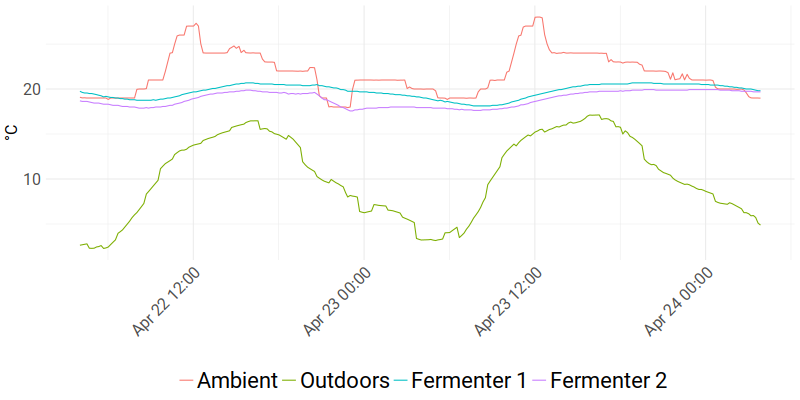 °C
20
10
Apr 22 12:00
Apr 23 00:00
Apr 23 12:00
Apr 24 00:00
Ambient Outdoors Fermenter 1 Fermenter 2